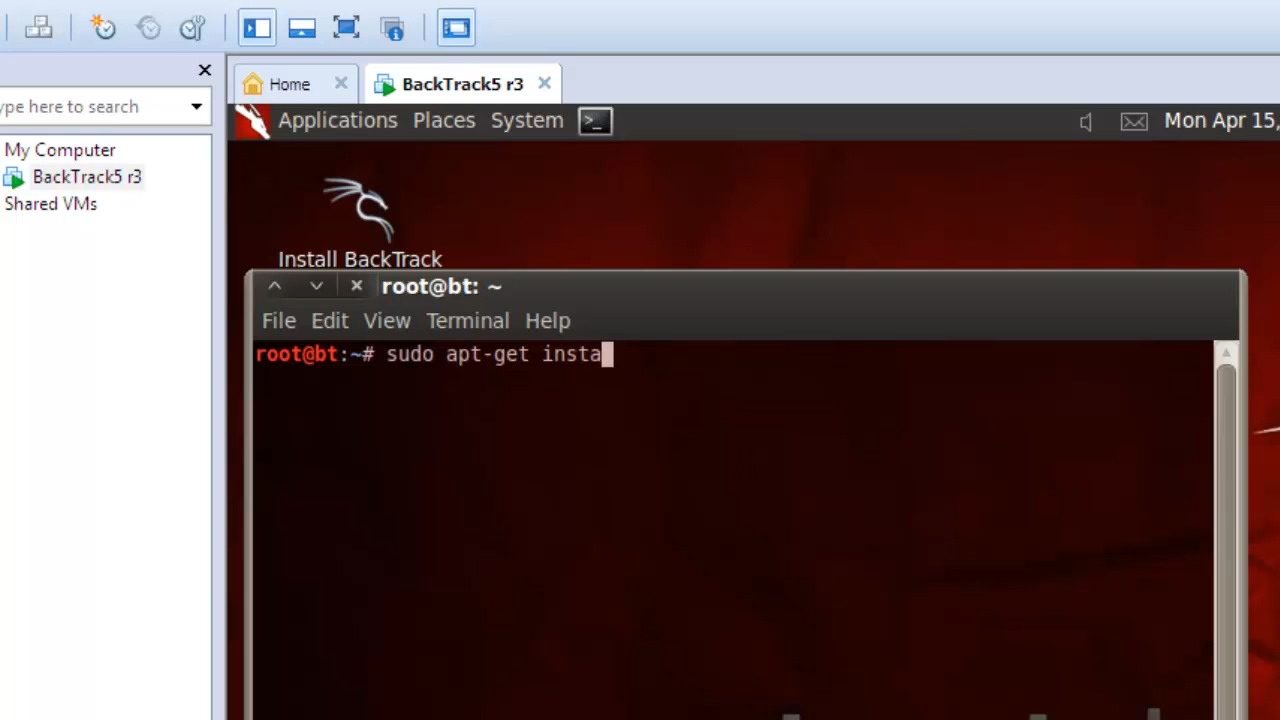 Home
BackTrack5 r3
ype here to search
Applications Places System
Mon Apr 15,
My Computer
BackTrack5 r3
Shared VMs
Install BackTrack
root@bt: ~
File Edit View Terminal Help
root@bt:~# sudo apt-get insta